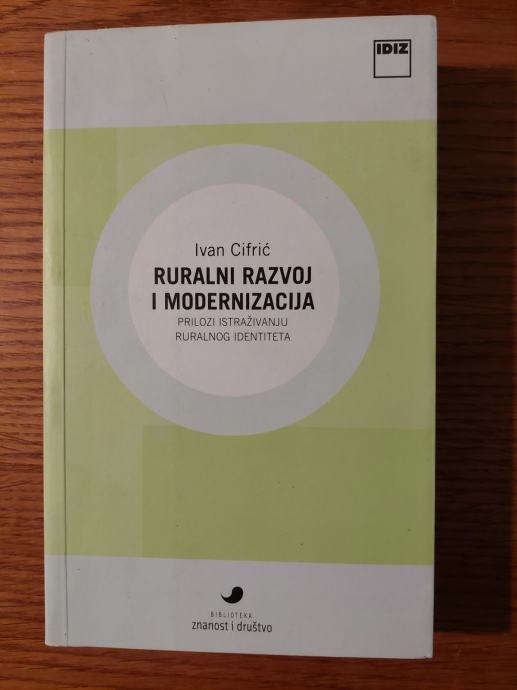 IDIZ
Ivan Cifrić
RURALNI RAZVOJ
I MODERNIZACIJA
PRILOZI ISTRAŽIVANJU
RURALNOG IDENTITETA
BIBLIOTEKA
znanost i društvo